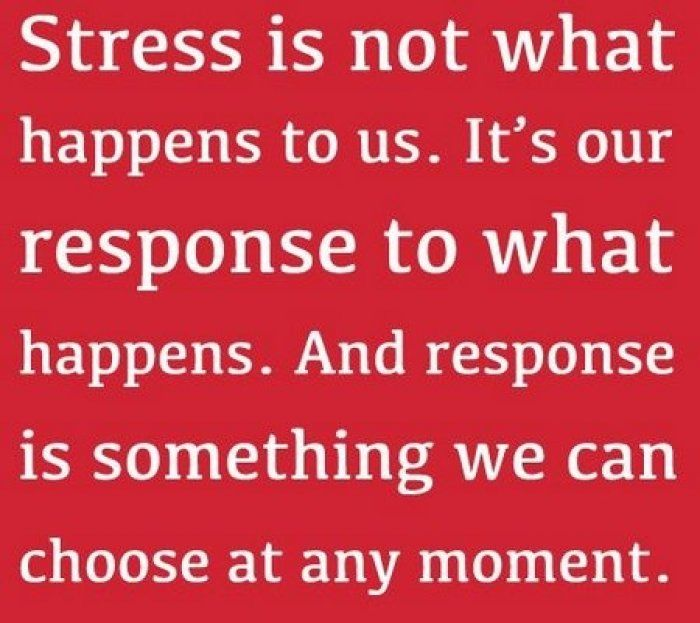 Stress is not what
happens to us. It’s our
response to what
happens. And response
is something we can
choose at any moment.